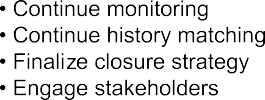 • Continue monitoring
• Continue history matching
• Finalize closure strategy
• Engage stakeholders